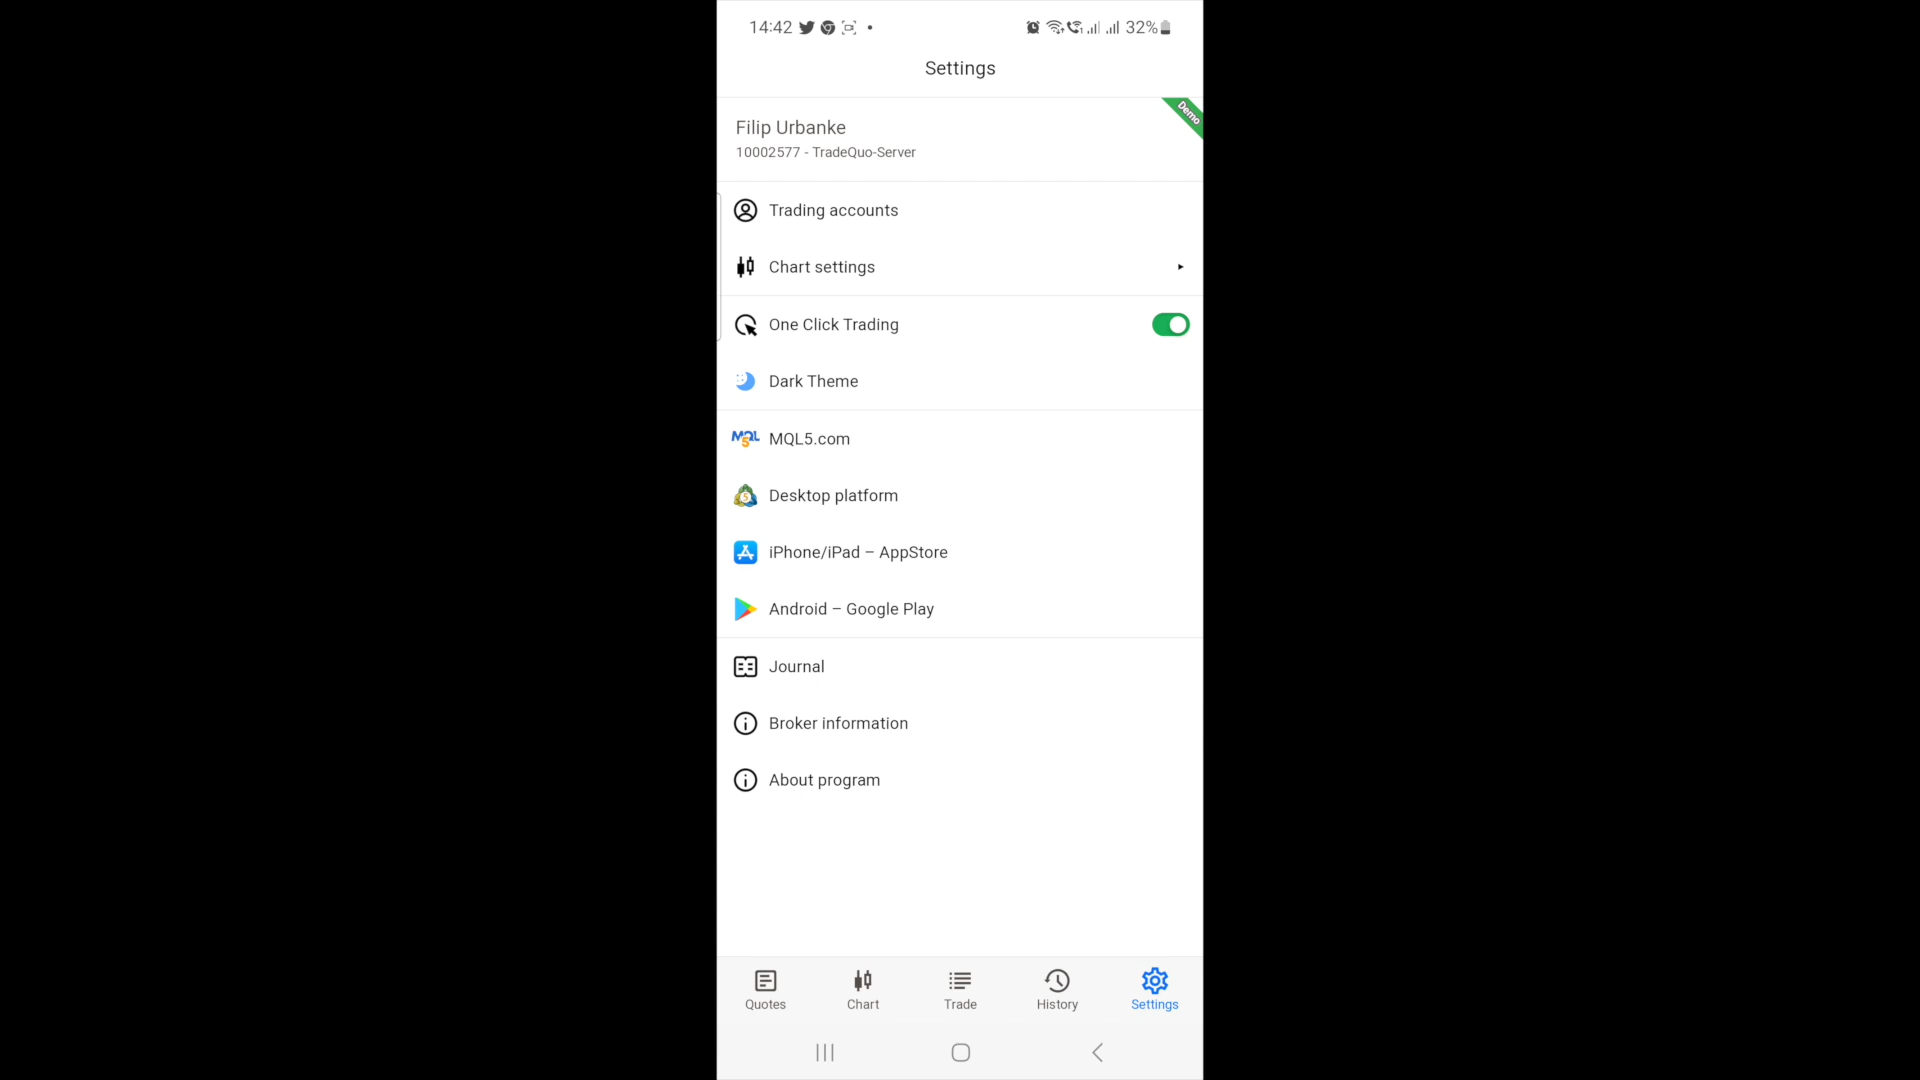 14:42
32%
Settings
Demo
Filip Urbanke
10002577 - TradeQuo-Server
Trading accounts
Chart settings
One Click Trading
Dark Theme
MQL5 MQL5.com
5 Desktop platform
iPhone/iPad – AppStore
Android – Google Play
Journal
Broker information
About program
Quotes
Chart
Trade
History
Settings